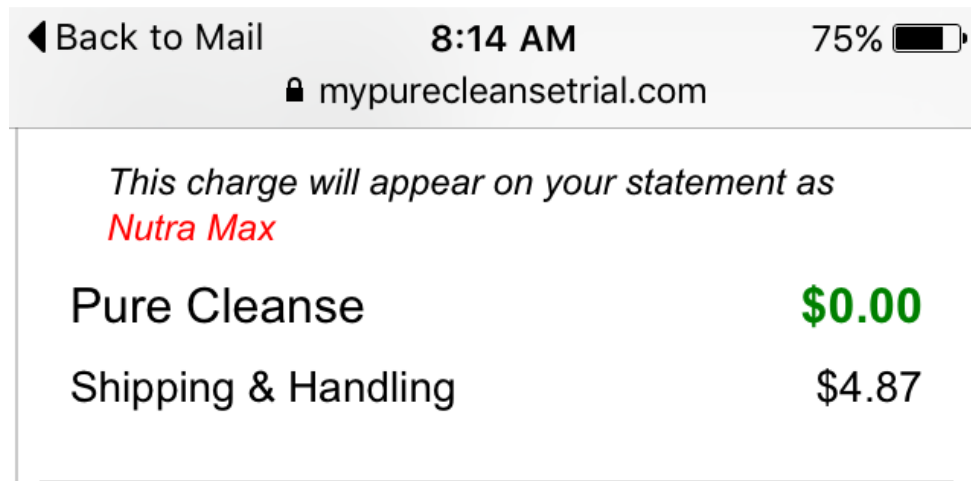 Back to Mail 8:14 AM 75%
mypurecleansetrial.com
This charge will appear on your statement as
Nutra Max
Pure Cleanse $0.00
Shipping & Handling $4.87